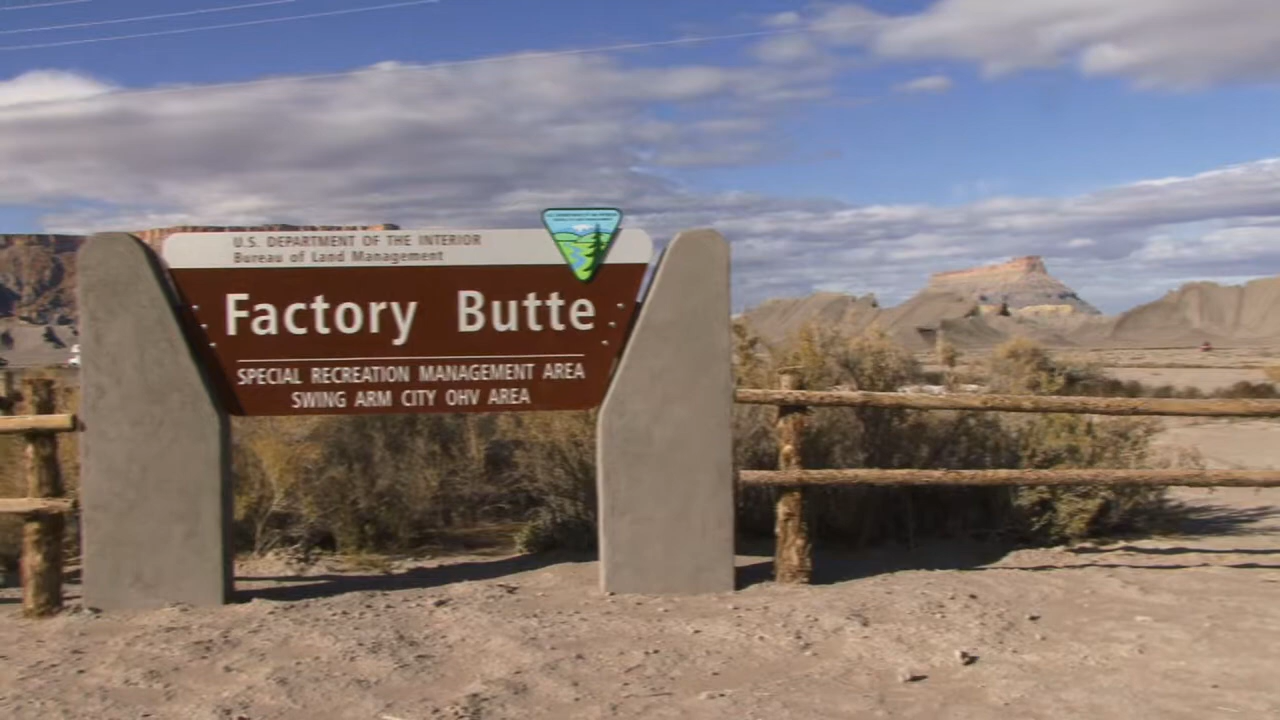 U.S. DEPARTMENT OF THE INTERIOR
Bureau of Land Management
Factory Butte
SPECIAL RECREATION MANAGEMENT AREA
SWING ARM CITY OHV AREA